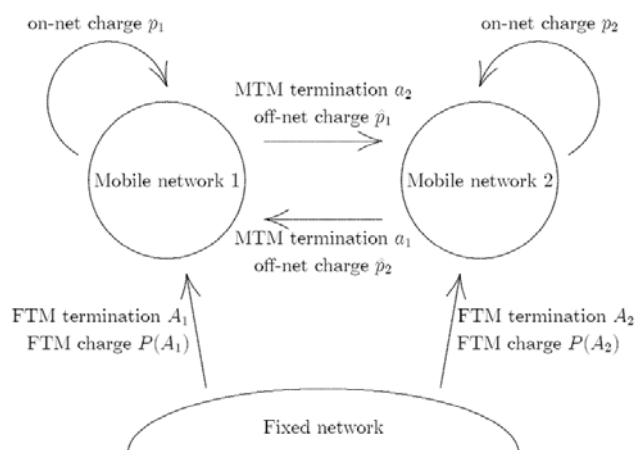 on-net charge p₁
on-net charge p₂
MTM termination a₂
off-net charge p̂₁
Mobile network 1
Mobile network 2
MTM termination a₁
off-net charge p̂₂
FTM termination A₁
FTM charge P(A₁)
FTM termination A₂
FTM charge P(A₂)
Fixed network